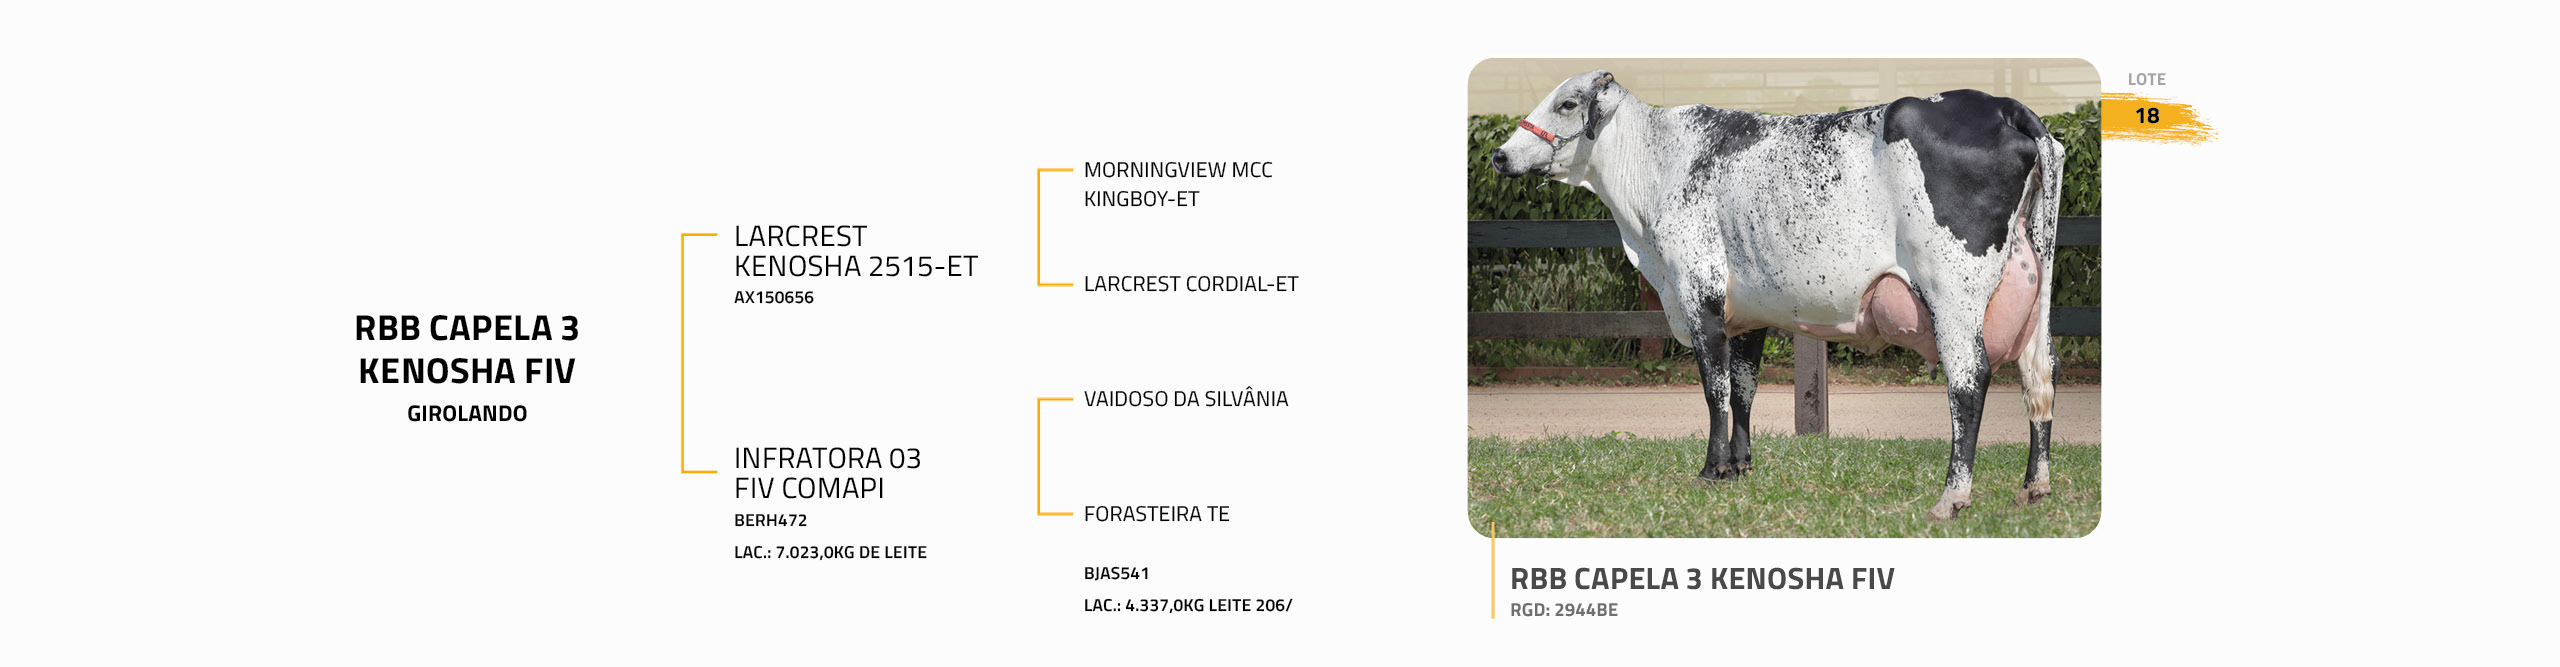 RBB CAPELA 3
KENOSHA FIV
GIROLANDO
LARCREST
KENOSHA 2515-ET
AX150656
INFRATORA 03
FIV COMAPI
BERH472
LAC.: 7.023,0KG DE LEITE
MORNINGVIEW MCC
KINGBOY-ET
LARCREST CORDIAL-ET
VAIDOSO DA SILVÂNIA
FORASTEIRA TE
BJAS541
LAC.: 4.337,0KG LEITE 206/
LOTE
18
RBB CAPELA 3 KENOSHA FIV
RGD: 2944BE